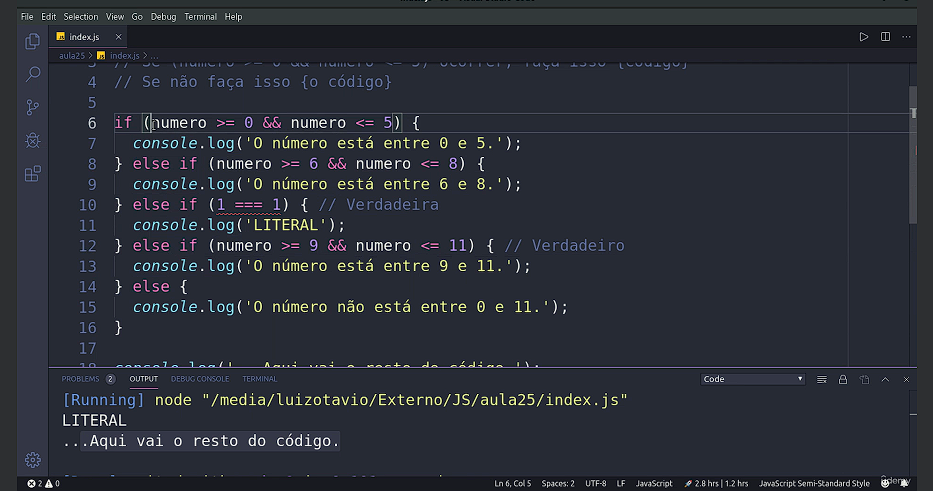 File Edit Selection View Go Debug Terminal Help
index.js ×
aula25 > index.js > ...
3 // Se (numero >= 0 && numero <= 5) ocorrer, faça isso {código}
4 // Se não faça isso {o código}
5
6 if (numero >= 0 && numero <= 5) {
7 console.log('O número está entre 0 e 5.');
8 } else if (numero >= 6 && numero <= 8) {
9 console.log('O número está entre 6 e 8.');
10 } else if (1 === 1) { // Verdadeira
11 console.log('LITERAL');
12 } else if (numero >= 9 && numero <= 11) { // Verdadeiro
13 console.log('O número está entre 9 e 11.');
14 } else {
15 console.log('O número não está entre 0 e 11.');
16 }
17
18 console.log('...Aqui vai o resto do código.');
PROBLEMS 2 OUTPUT DEBUG CONSOLE TERMINAL Code
[Running] node "/media/luizotavio/Externo/JS/aula25/index.js"
LITERAL
...Aqui vai o resto do código.
2 0 Ln 6, Col 5 Spaces: 2 UTF-8 LF JavaScript 2.8 hrs | 1.2 hrs JavaScript Semi-Standard Style